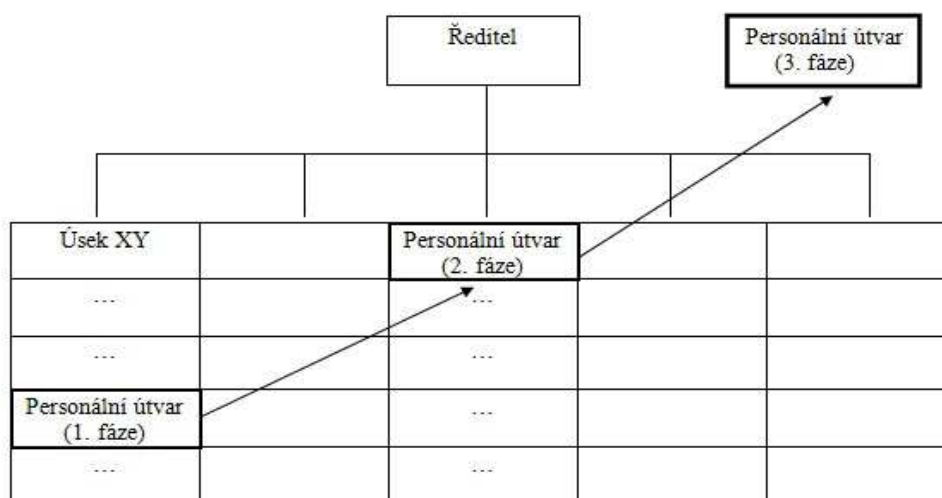 Ředitel
Personální útvar
(3. fáze)
Úsek XY
Personální útvar
(2. fáze)
...
...
...
...
Personální útvar
(1. fáze)
...
...
...